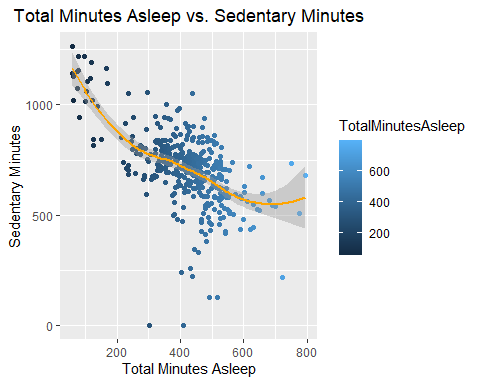 Total Minutes Asleep vs. Sedentary Minutes
Sedentary Minutes
1000
500
0
200
400
600
800
Total Minutes Asleep
TotalMinutesAsleep
600
400
200